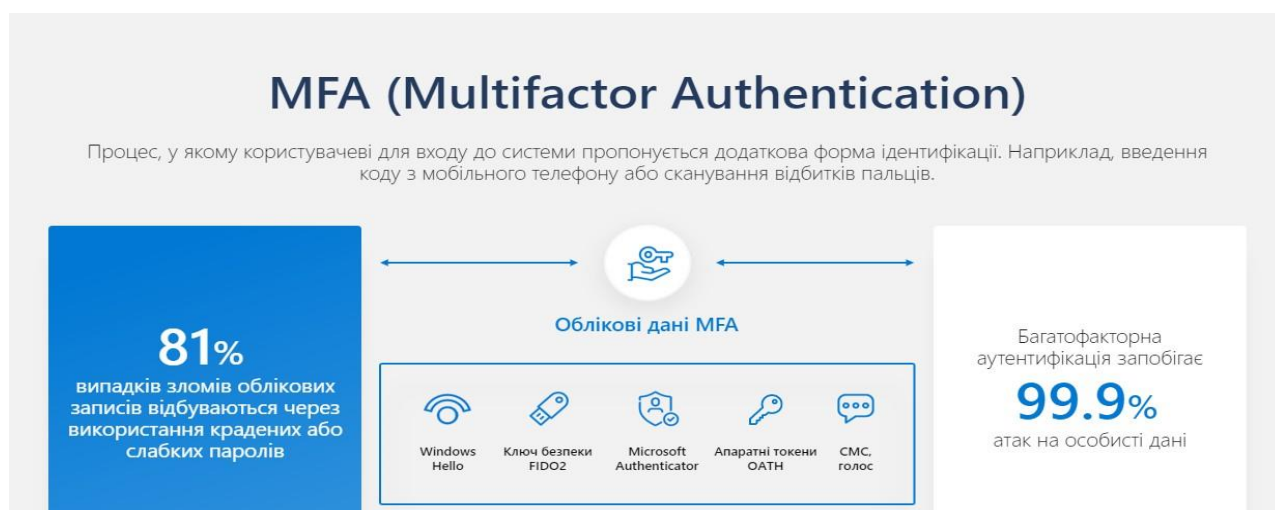 MFA (Multifactor Authentication)
Процес, у якому користувачеві для входу до системи пропонується додаткова форма ідентифікації. Наприклад, введення
коду з мобільного телефону або сканування відбитків пальців.
81%
випадків зломів облікових
записів відбуваються через
використання крадених або
слабких паролів
Облікові дані MFA
Windows
Hello
Ключ безпеки
FIDO2
Microsoft
Authenticator
Апаратні токени
OATH
СМС,
голос
Багатофакторна
аутентифікація запобігає
99.9%
атак на особисті дані